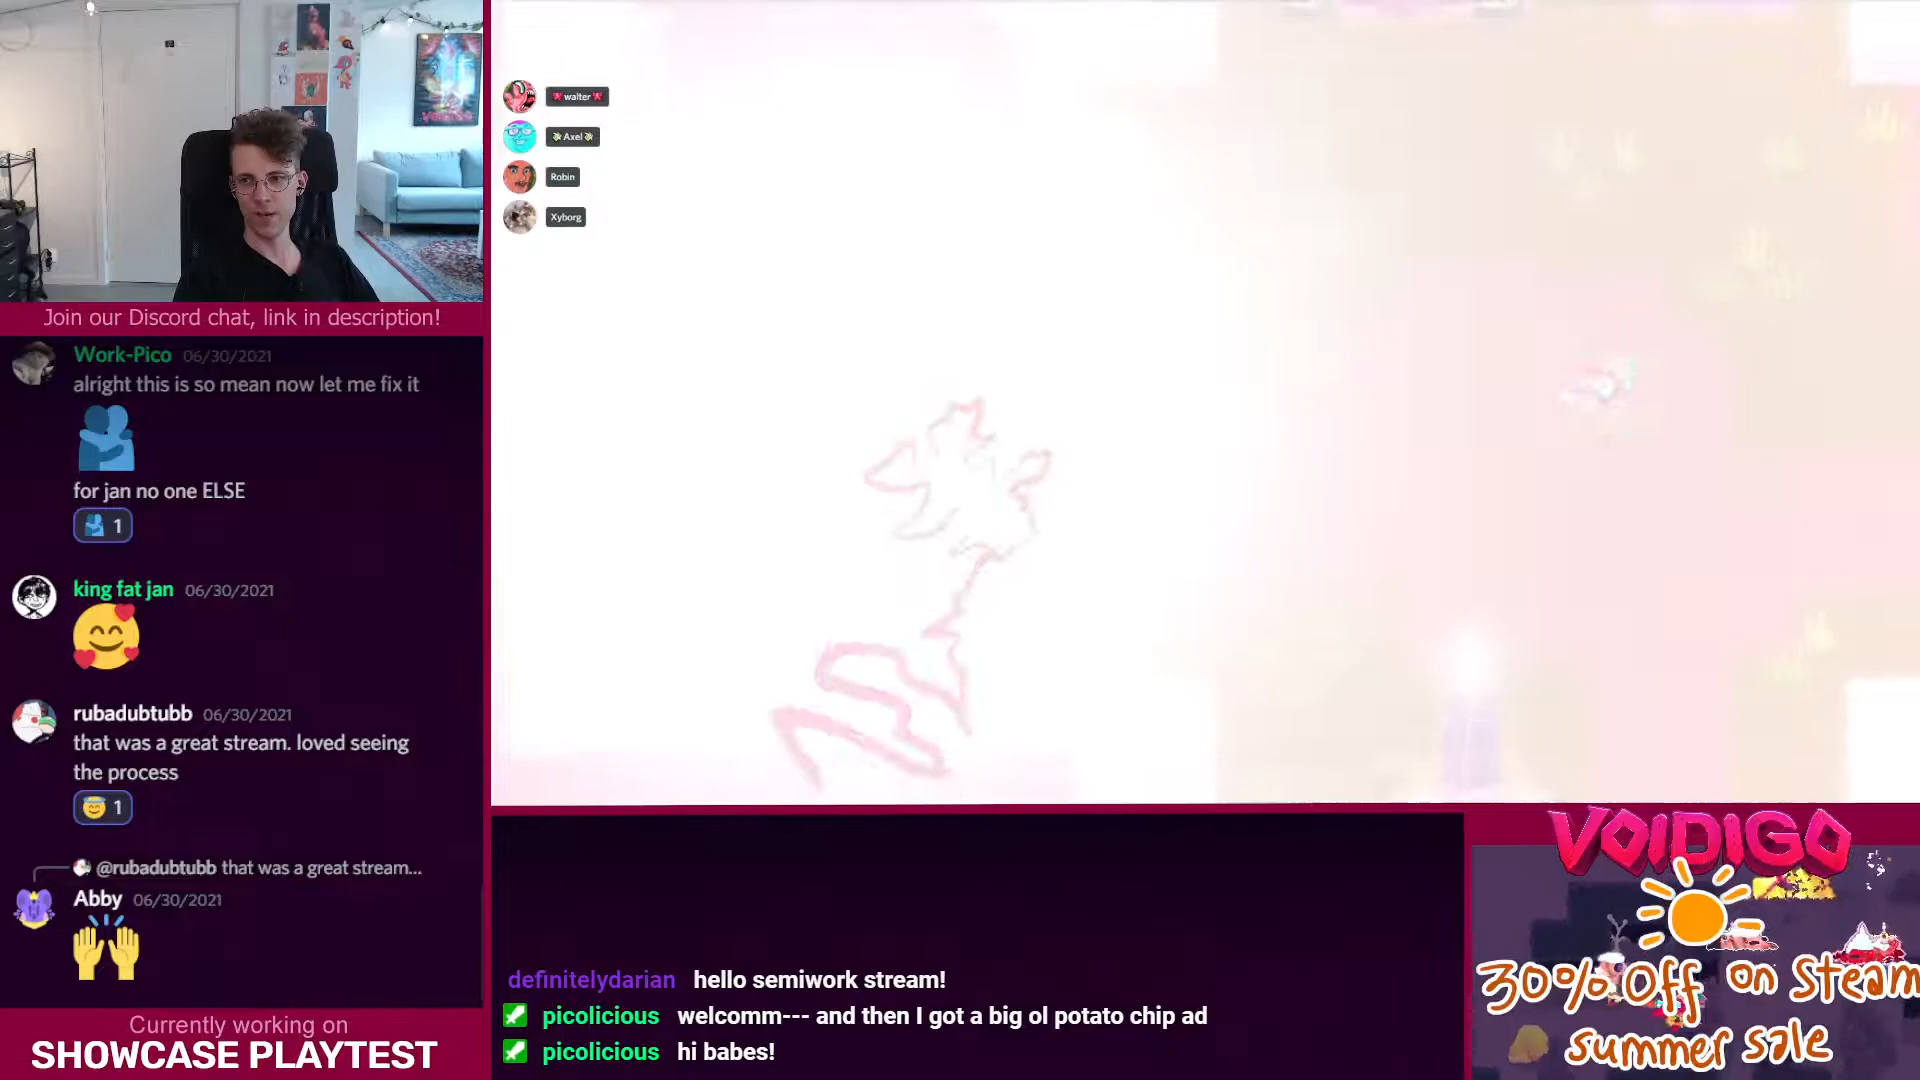 walter
Axel
Robin
Xyborg
Join our Discord chat, link in description!
Work-Pico 06/30/2021
alright this is so mean now let me fix it
for jan no one ELSE
1
king fat jan 06/30/2021
rubadubtubb 06/30/2021
that was a great stream. loved seeing
the process
1
@rubadubtubb that was a great stream...
Abby 06/30/2021
Currently working on
SHOWCASE PLAYTEST
definitelydarian hello semiwork stream!
picolicious welcomm--- and then I got a big ol potato chip ad
picolicious hi babes!
VOIDIGO
30% Off on Steam
summer sale